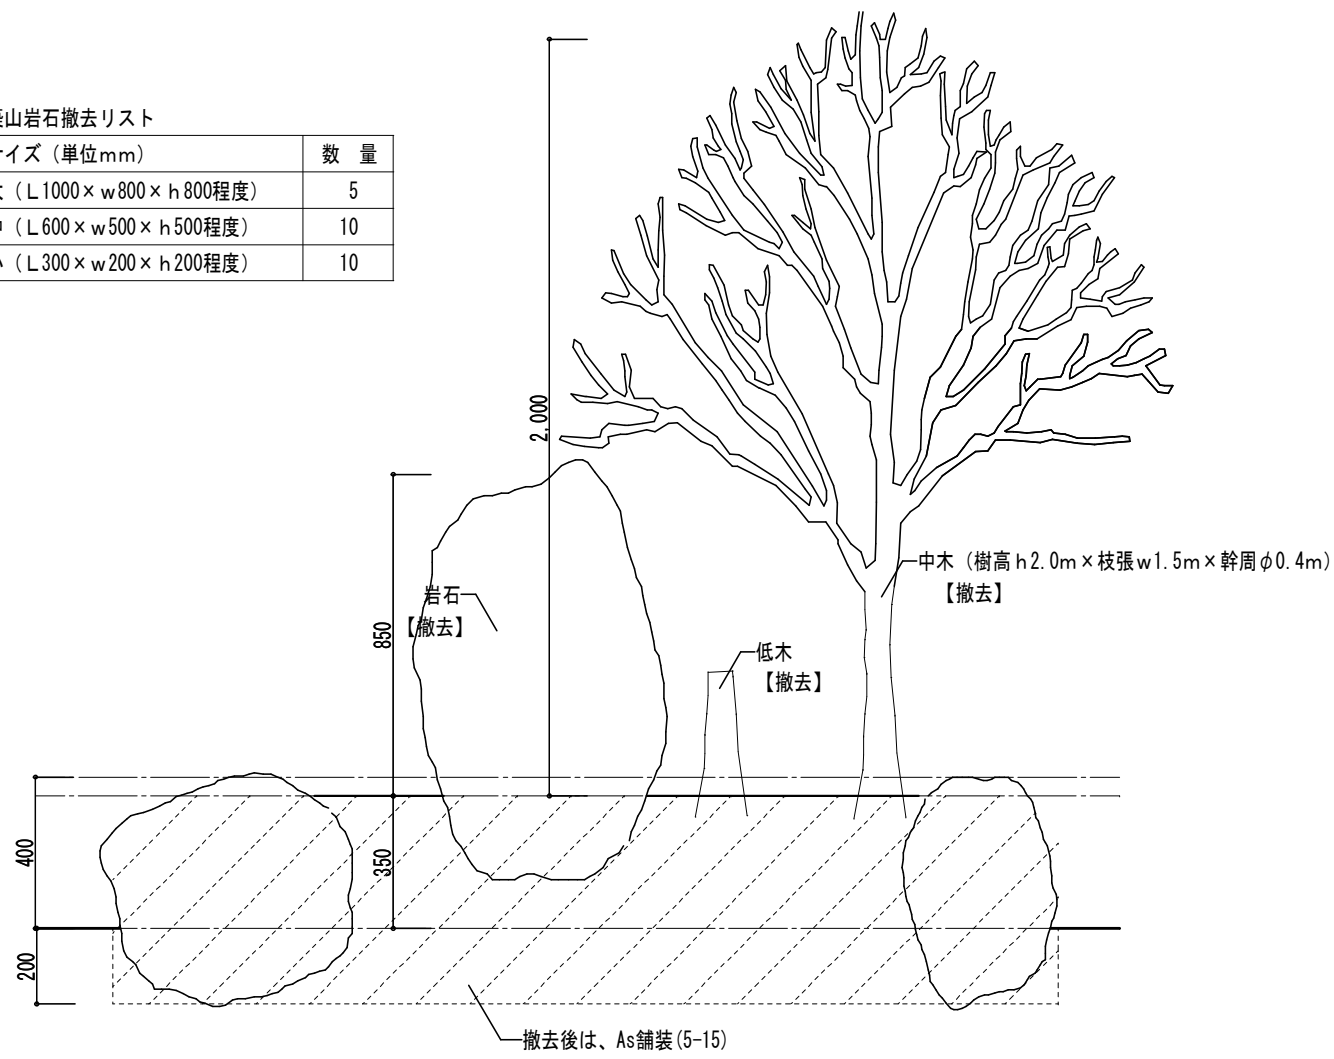 山岩石撤去リスト
イズ（単位mm） 数　量
（Ｌ1000×ｗ800×ｈ800程度） 5
（Ｌ600×ｗ500×ｈ500程度） 10
（Ｌ300×ｗ200×ｈ200程度） 10
2,000
中木（樹高ｈ2.0m×枝張ｗ1.5m×幹周φ0.4m）
【撤去】
岩石
【撤去】
850
低木
【撤去】
400
350
200
撤去後は、As舗装(5-15)